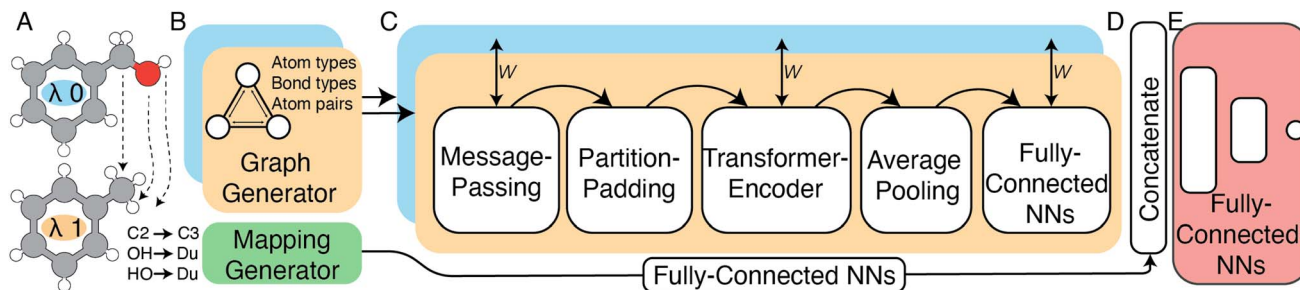 A
λ 0
λ 1
C2 → C3
OH → Du
HO → Du
B
Atom types
Bond types
Atom pairs
Graph
Generator
Mapping
Generator
C
W
W
W
Message-
Passing
Partition-
Padding
Transformer-
Encoder
Average
Pooling
Fully-
Connected
NNs
Fully-Connected NNs
D
Concatenate
E
Fully-
Connected
NNs